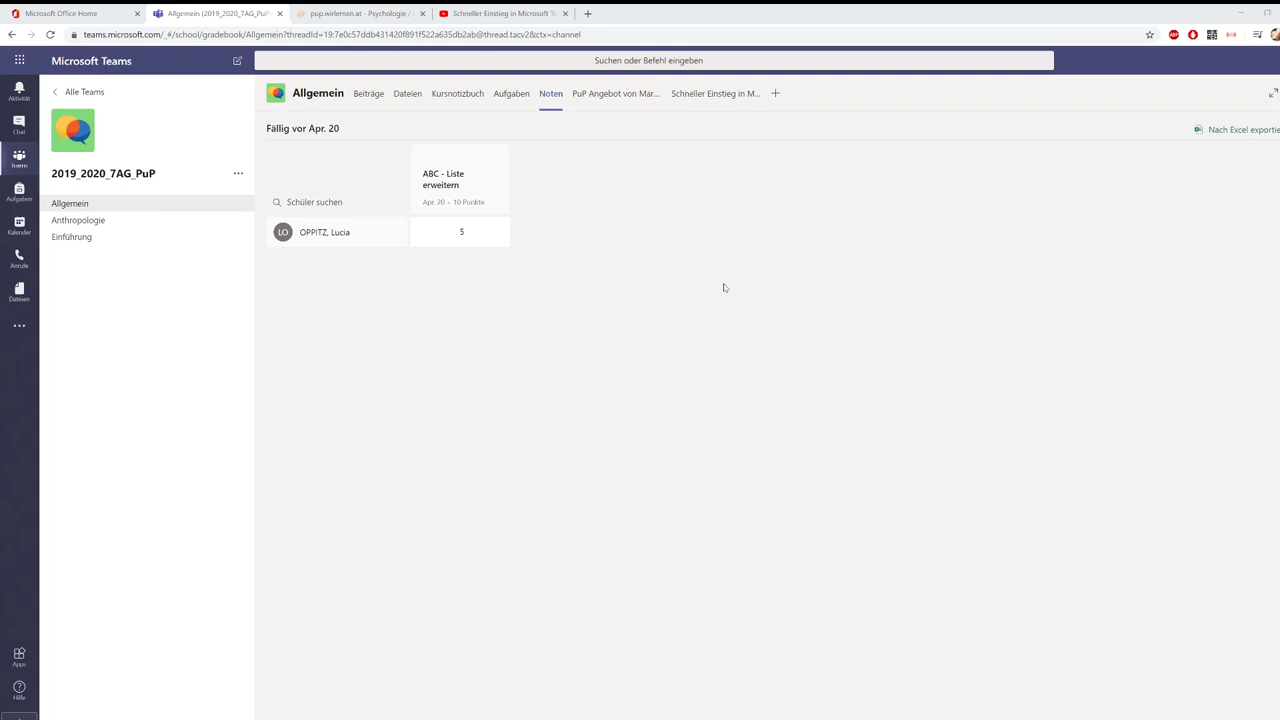 Microsoft Office Home
Allgemein (2019_2020_7AG_PuP
pup.wirlernen.at - Psychologie /
Schneller Einstieg in Microsoft Te
teams.microsoft.com/_#/school/gradebook/Allgemein?threadId=19:7e0c57ddb431420f891f522a635db2ab@thread.tacv2&ctx=channel
Microsoft Teams
Suchen oder Befehl eingeben
Aktivität
Chat
Teams
Aufgaben
Kalender
Anrufe
Dateien
Apps
Hilfe
Alle Teams
2019_2020_7AG_PuP
Allgemein
Anthropologie
Einführung
Allgemein Beiträge Dateien Kursnotizbuch Aufgaben Noten PuP Angebot von Mar... Schneller Einstieg in M...
Fällig vor Apr. 20
Nach Excel exportie
ABC - Liste
erweitern
Schüler suchen
Apr. 20 • 10 Punkte
LO OPPITZ, Lucia 5